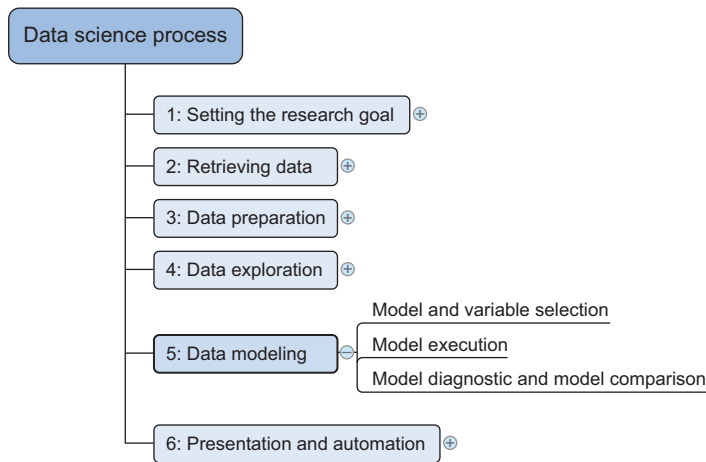 Data science process
1: Setting the research goal
2: Retrieving data
3: Data preparation
4: Data exploration
Model and variable selection
5: Data modeling
Model execution
Model diagnostic and model comparison
6: Presentation and automation